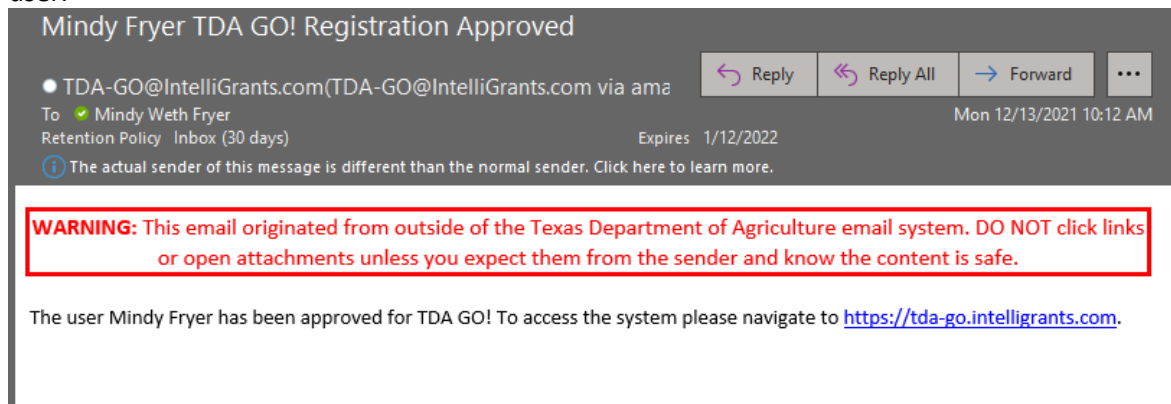 user.
Mindy Fryer TDA GO! Registration Approved
TDA-GO@IntelliGrants.com(TDA-GO@IntelliGrants.com via ama
Reply
Reply All
Forward
To Mindy Weth Fryer
Mon 12/13/2021 10:12 AM
Retention Policy Inbox (30 days)
Expires 1/12/2022
The actual sender of this message is different than the normal sender. Click here to learn more.
WARNING: This email originated from outside of the Texas Department of Agriculture email system. DO NOT click links
or open attachments unless you expect them from the sender and know the content is safe.
The user Mindy Fryer has been approved for TDA GO! To access the system please navigate to https://tda-go.intelligrants.com.